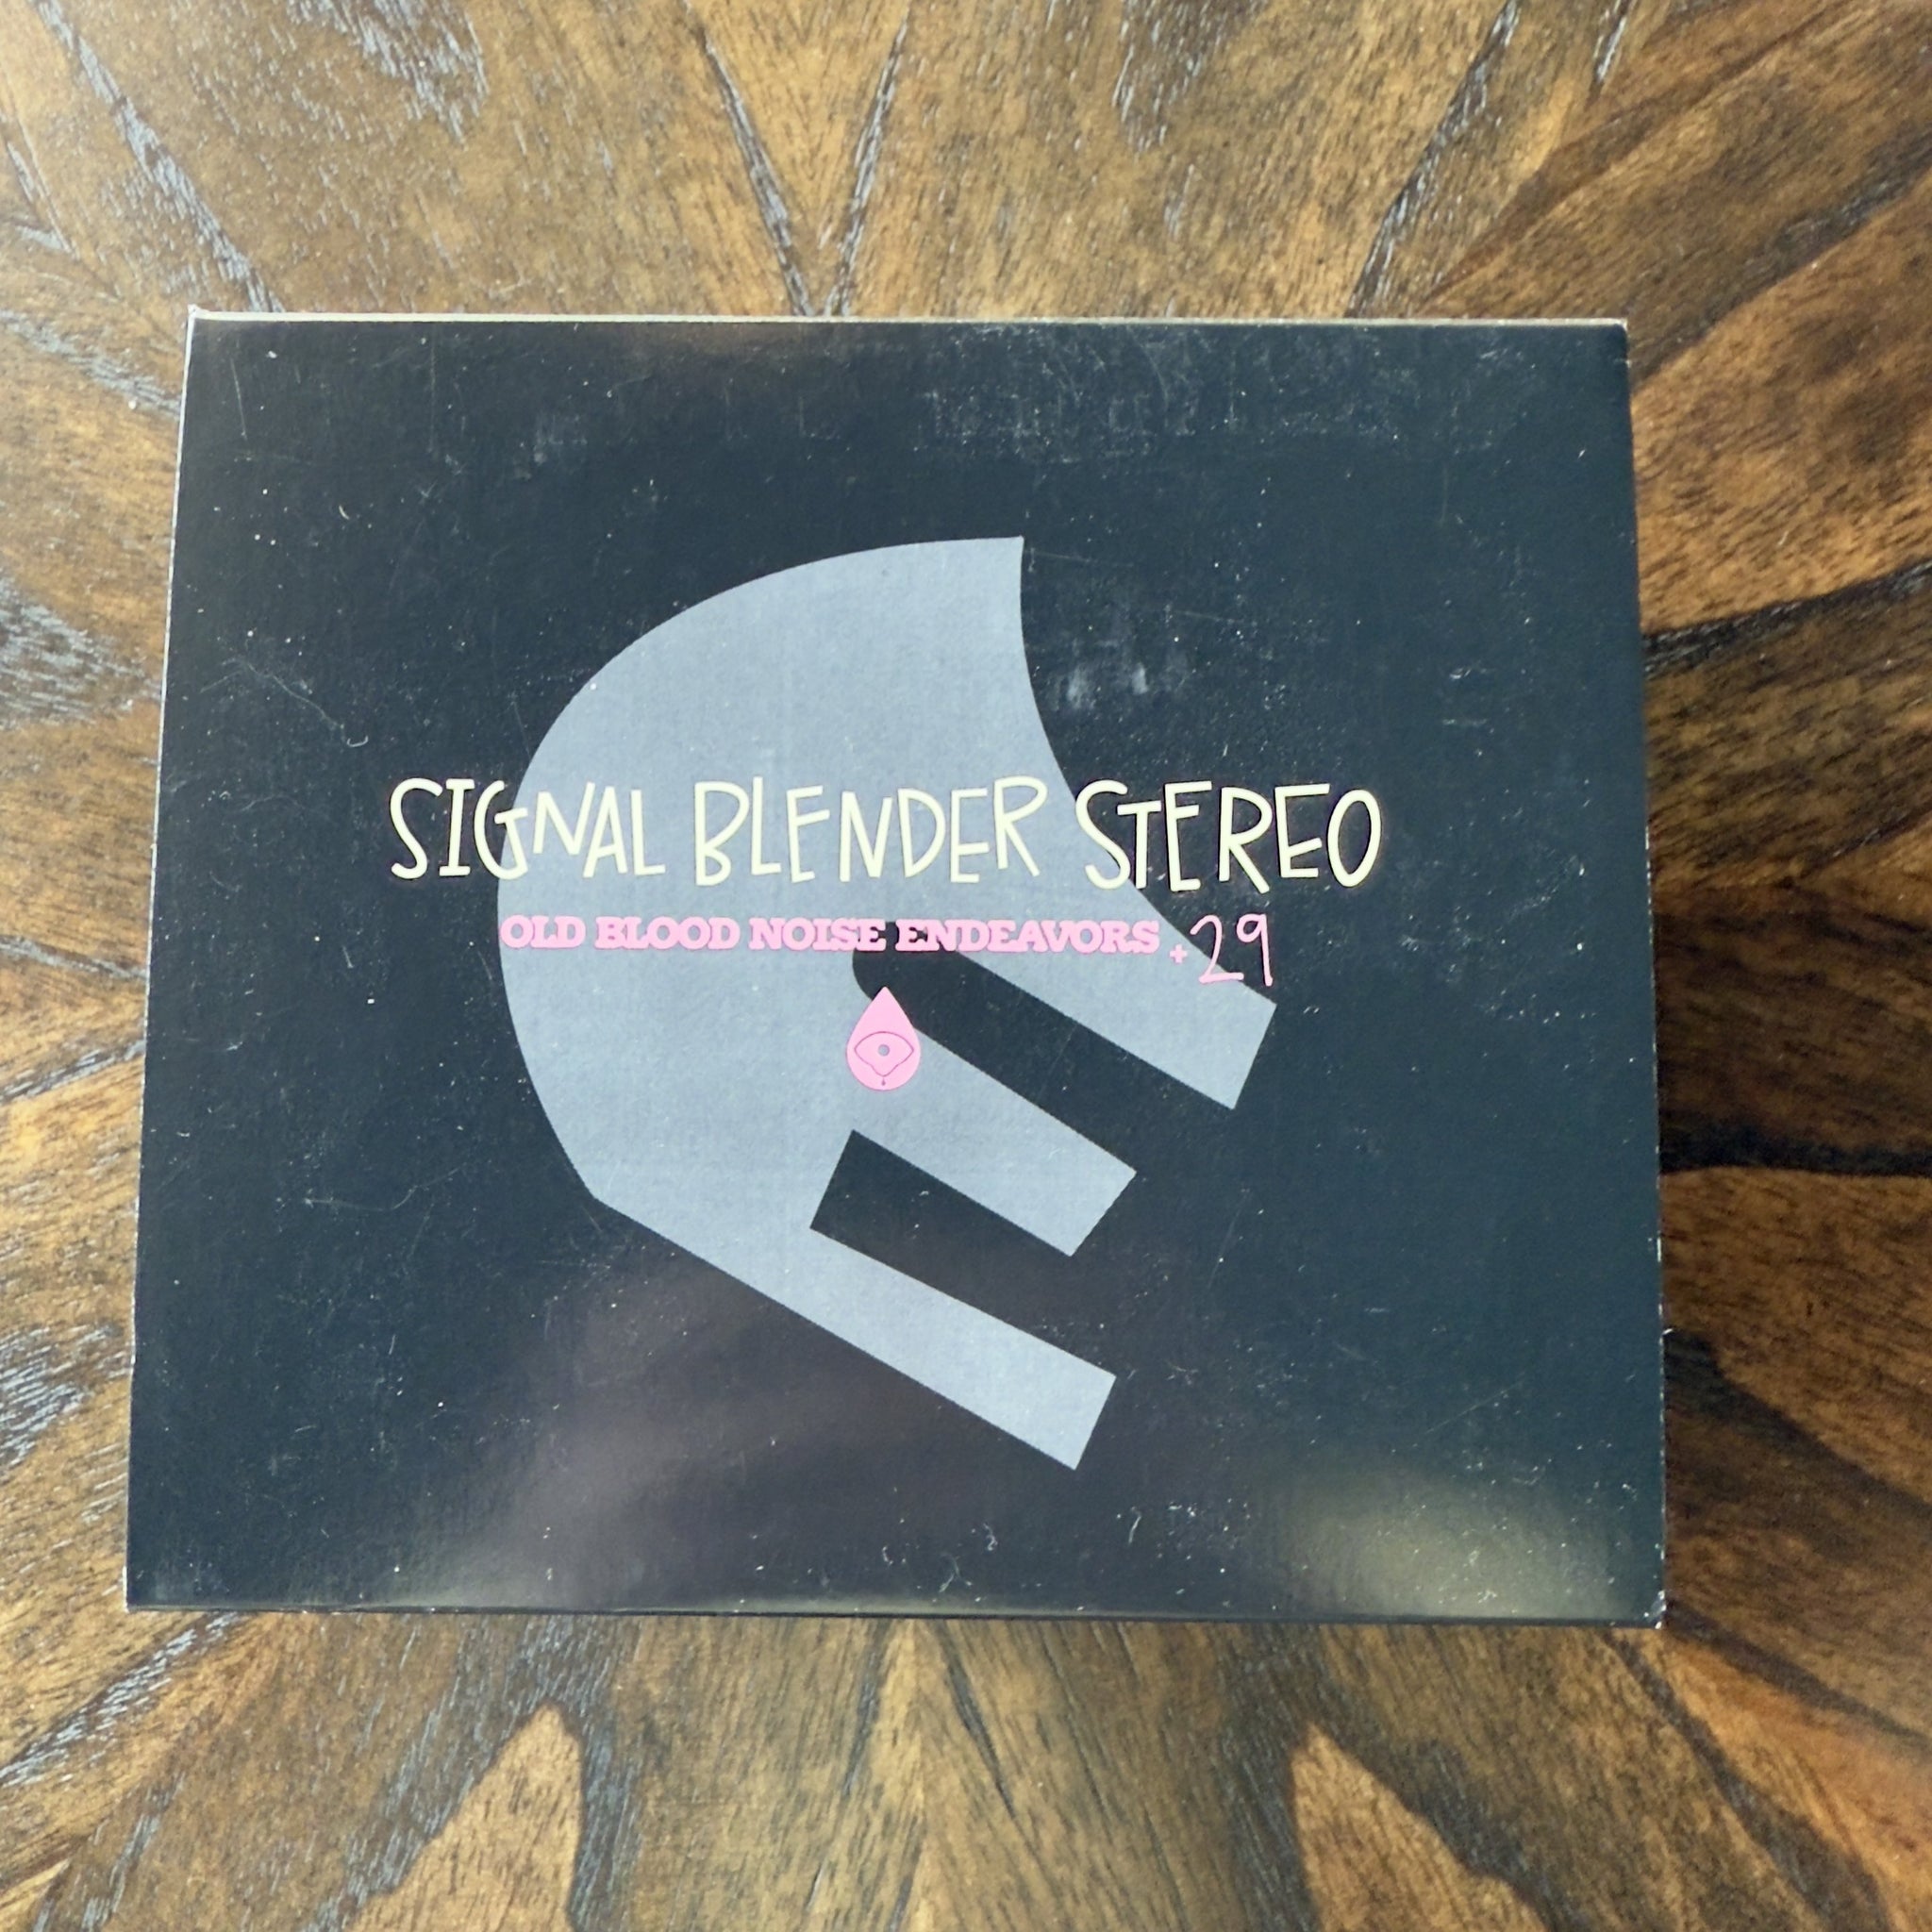 SIGNAL BLENDER STEREO
OLD BLOOD NOISE ENDEAVORS + 29